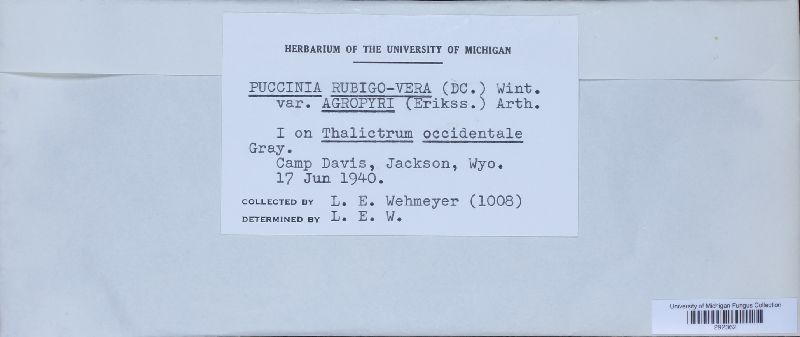 HERBARIUM OF THE UNIVERSITY OF MICHIGAN
PUCCINIA RUBIGO-VERA (DC.) Wint.
var. AGROPYRI (Erikss.) Arth.
I on Thalictrum occidentale
Gray.
Camp Davis, Jackson, Wyo.
17 Jun 1940.
COLLECTED BY L. E. Wehmeyer (1008)
DETERMINED BY L. E. W.
University of Michigan Fungus Collection